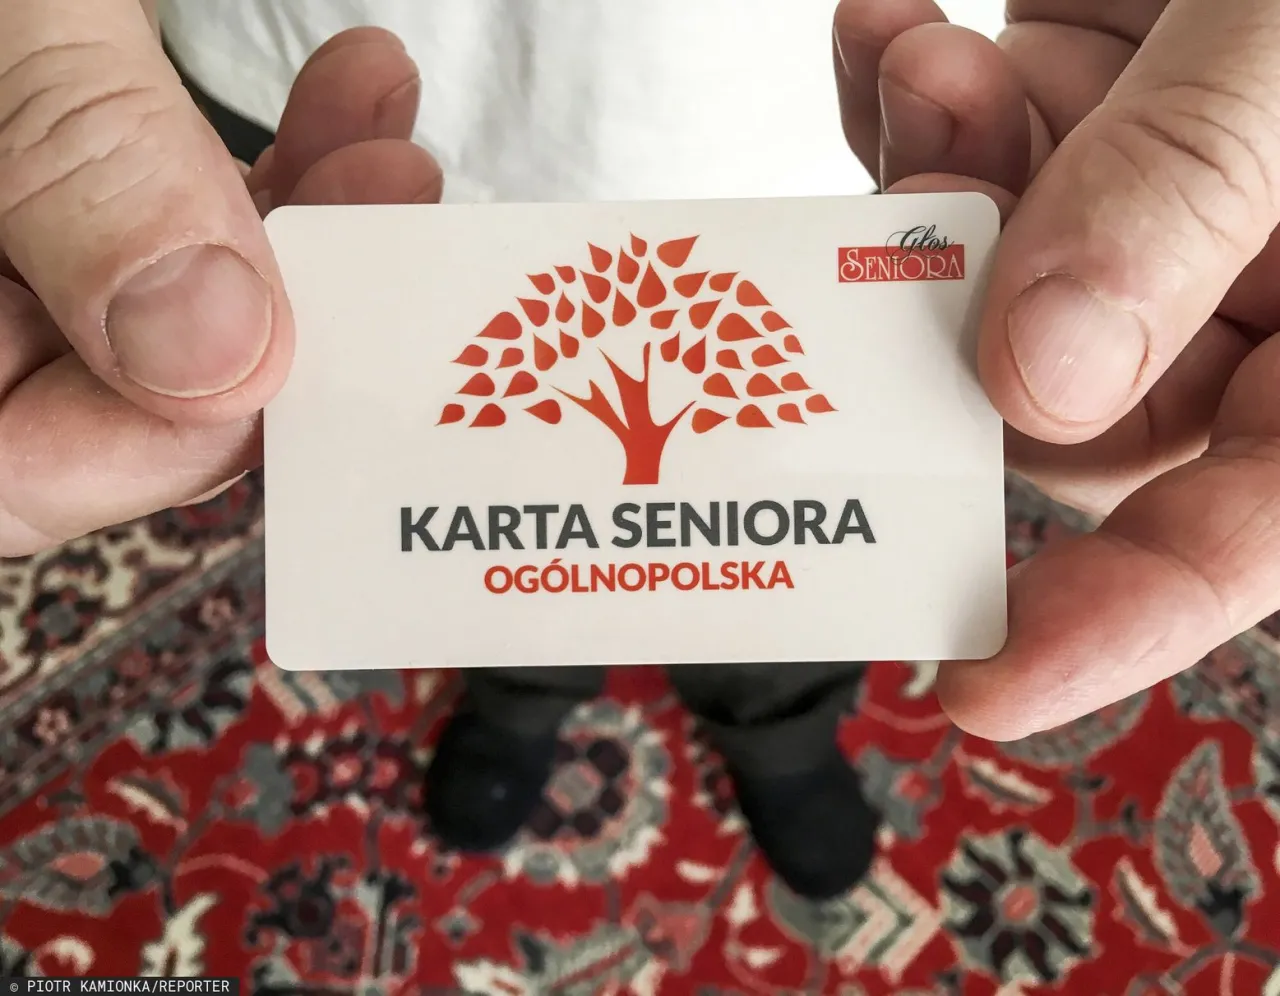 Głos
SENIORA
KARTA SENIORA
OGÓLNOPOLSKA
© PIOTR KAMIONKA/REPORTER